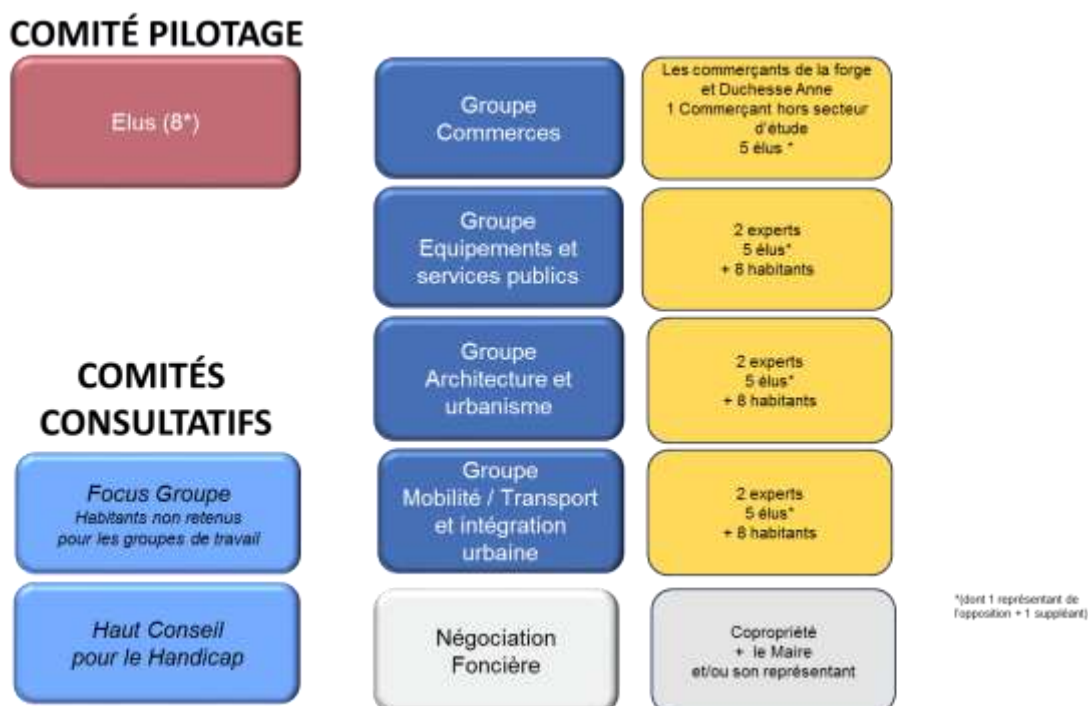 COMITÉ PILOTAGE
Elus (8*)
Groupe
Commerces
Les commerçants de la forge
et Duchesse Anne
1 Commerçant hors secteur
d'étude
5 élus *
Groupe
Equipements et
services publics
2 experts
5 élus*
+ 8 habitants
Groupe
Architecture et
urbanisme
2 experts
5 élus*
+ 8 habitants
COMITÉS
CONSULTATIFS
Focus Groupe
Habitants non retenus
pour les groupes de travail
Groupe
Mobilité / Transport
et intégration
urbaine
2 experts
5 élus*
+ 8 habitants
Haut Conseil
pour le Handicap
Négociation
Foncière
Copropriété
+ le Maire
et/ou son représentant
*(dont 1 représentant de
l'opposition + 1 suppléant)